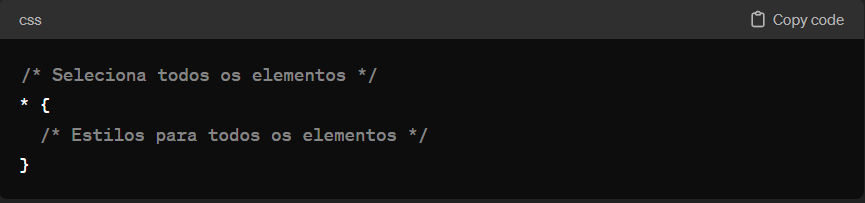 css
Copy code
/* Seleciona todos os elementos */
* {
  /* Estilos para todos os elementos */
}